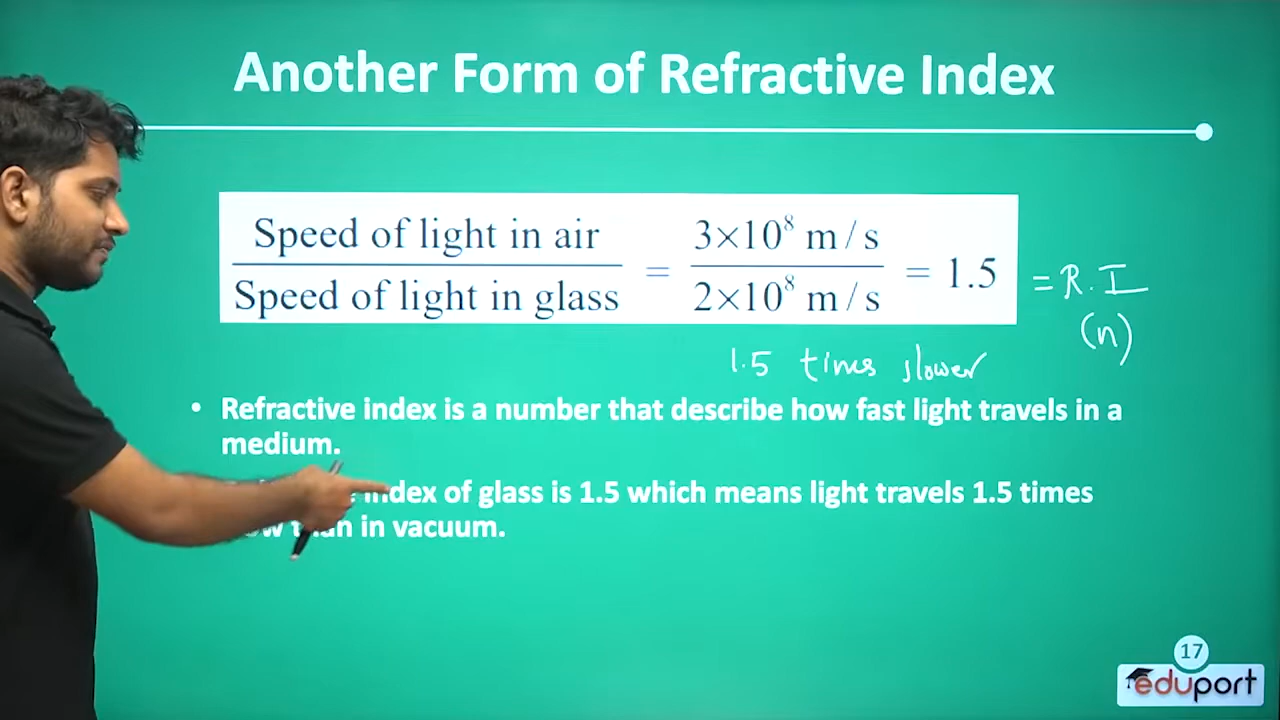 Another Form of Refractive Index
Speed of light in air
Speed of light in glass
=
3×10⁸ m/s
2×10⁸ m/s
= 1.5
= R.I
(n)
1.5 times slower
• Refractive index is a number that describe how fast light travels in a
medium.
index of glass is 1.5 which means light travels 1.5 times
than in vacuum.
17
eduport